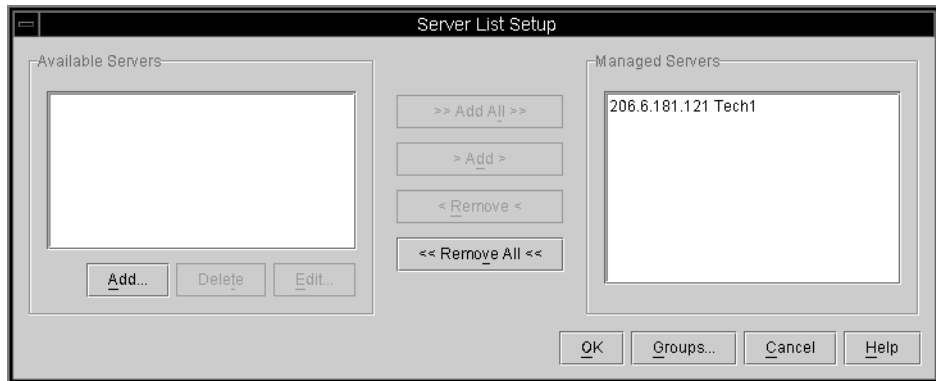 Server List Setup
Available Servers
Managed Servers
206.6.181.121 Tech1
>> Add All >>
> Add >
< Remove <
<< Remove All <<
Add...
Delete
Edit...
OK
Groups...
Cancel
Help